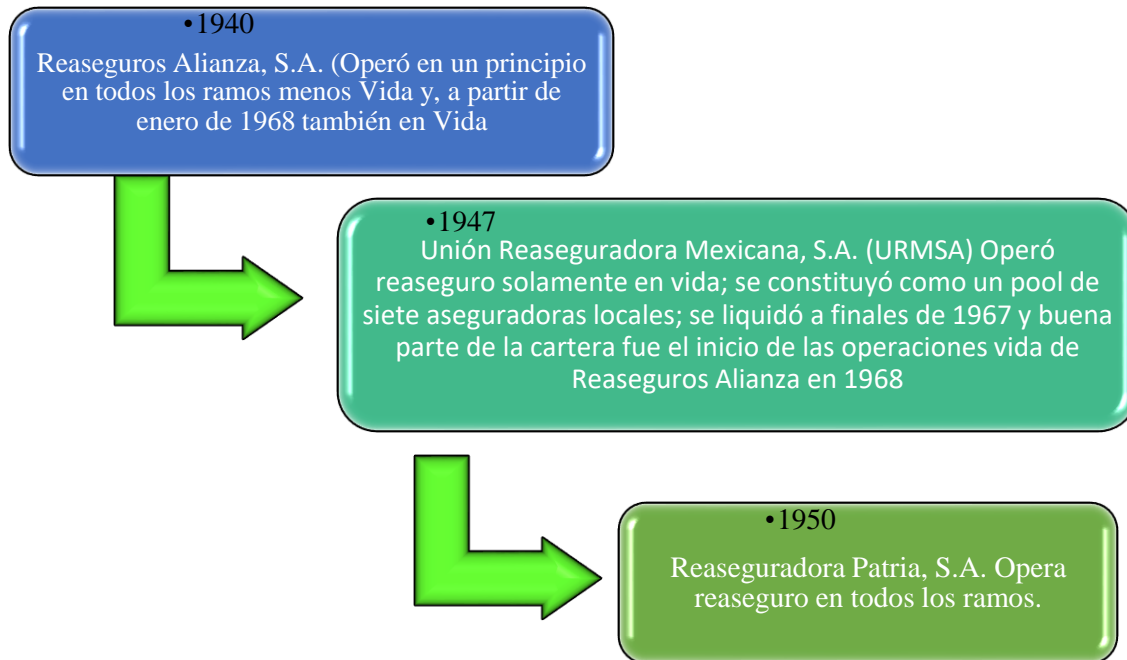 •1940
Reaseguros Alianza, S.A. (Operó en un principio
en todos los ramos menos Vida y, a partir de
enero de 1968 también en Vida
•1947
Unión Reaseguradora Mexicana, S.A. (URMSA) Operó
reaseguro solamente en vida; se constituyó como un pool de
siete aseguradoras locales; se liquidó a finales de 1967 y buena
parte de la cartera fue el inicio de las operaciones vida de
Reaseguros Alianza en 1968
•1950
Reaseguradora Patria, S.A. Opera
reaseguro en todos los ramos.